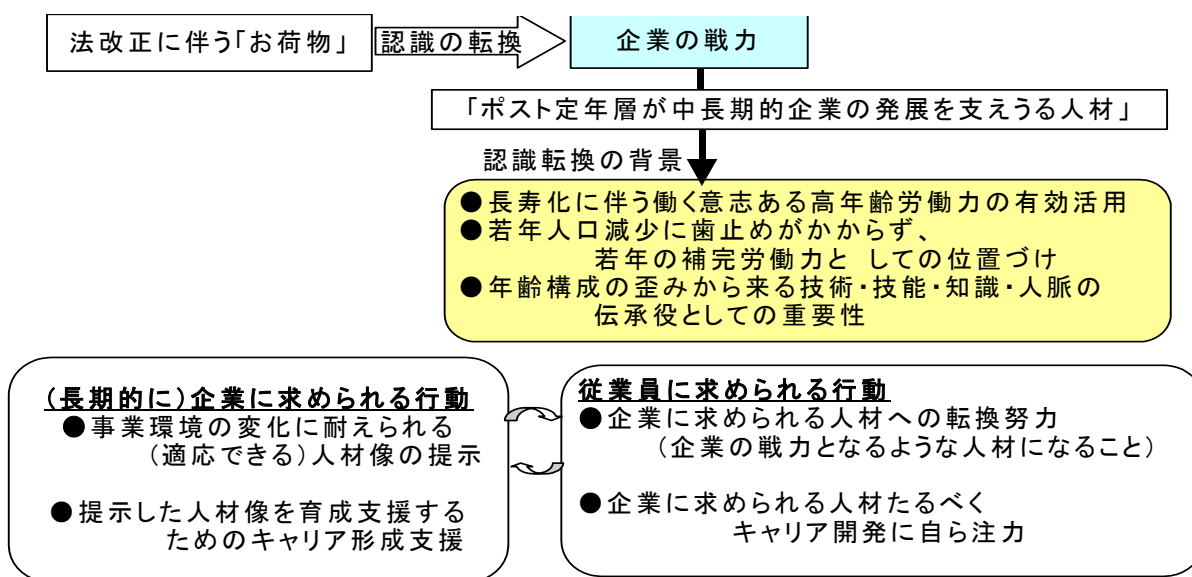 法改正に伴う「お荷物」
認識の転換
企業の戦力
「ポスト定年層が中長期的企業の発展を支えうる人材」
認識転換の背景
●長寿化に伴う働く意志ある高年齢労働力の有効活用
●若年人口減少に歯止めがかからず、
若年の補完労働力と しての位置づけ
●年齢構成の歪みから来る技術・技能・知識・人脈の
伝承役としての重要性
(長期的に)企業に求められる行動
●事業環境の変化に耐えられる
(適応できる)人材像の提示
●提示した人材像を育成支援する
ためのキャリア形成支援
従業員に求められる行動
●企業に求められる人材への転換努力
(企業の戦力となるような人材になること)
●企業に求められる人材たるべく
キャリア開発に自ら注力